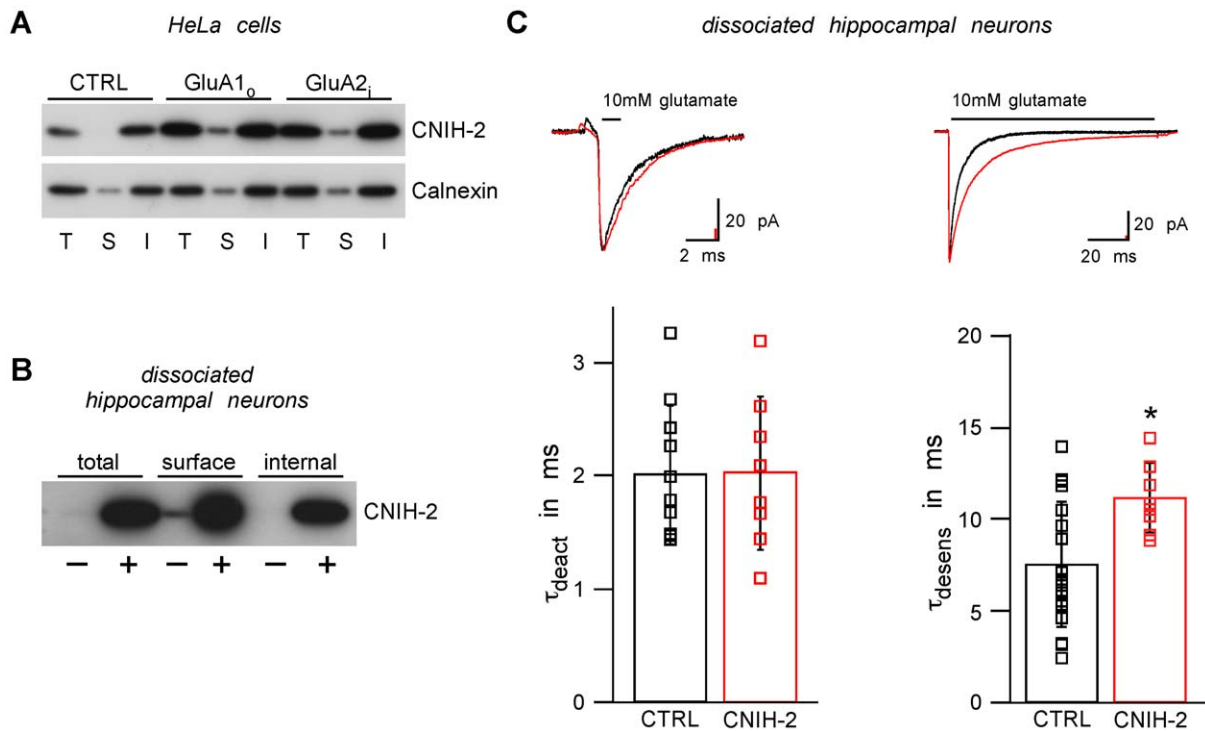 A
HeLa cells
CTRL GluA1o GluA2i
CNIH-2
Calnexin
T S I T S I T S I
B
dissociated
hippocampal neurons
total surface internal
CNIH-2
− + − + − +
C
dissociated hippocampal neurons
10mM glutamate
20 pA
2 ms
10mM glutamate
20 pA
20 ms
τdeact in ms
3
2
1
0
CTRL CNIH-2
τdesens in ms
20
15
10
5
0
*
CTRL CNIH-2